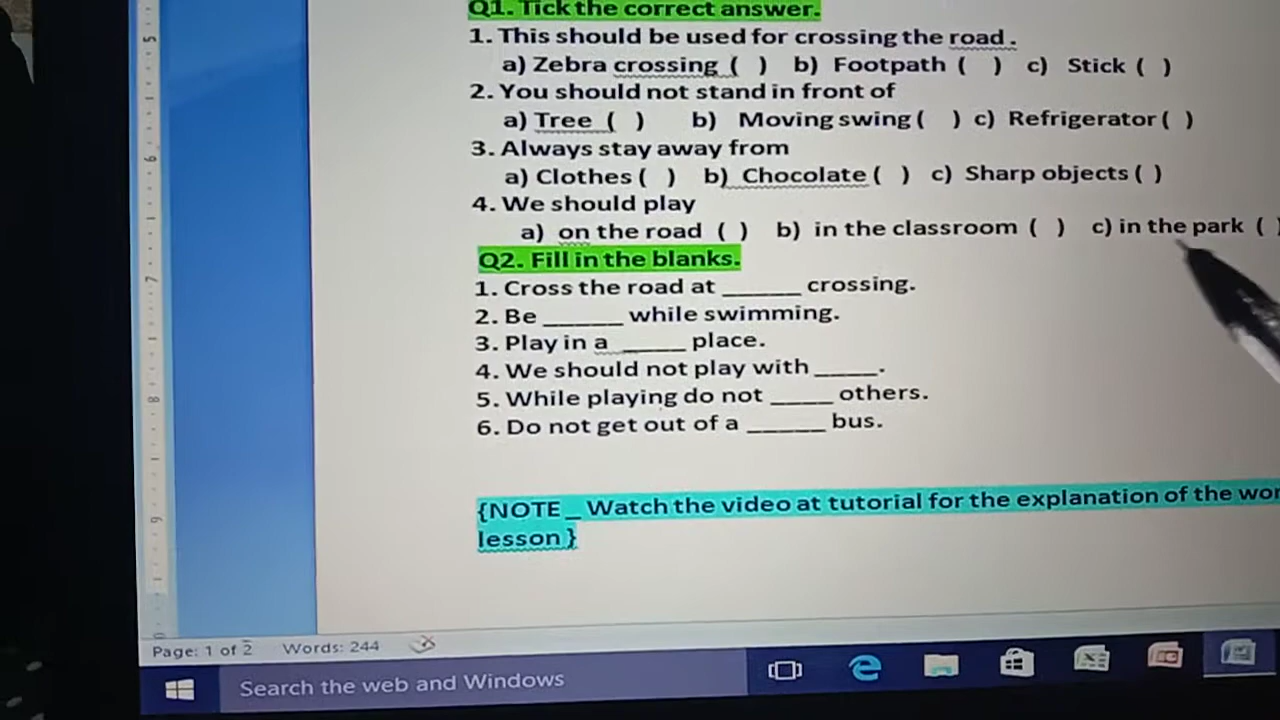 Q1. Tick the correct answer.
1. This should be used for crossing the road .
a) Zebra crossing ( ) b) Footpath ( ) c) Stick ( )
2. You should not stand in front of
a) Tree ( ) b) Moving swing ( ) c) Refrigerator ( )
3. Always stay away from
a) Clothes ( ) b) Chocolate ( ) c) Sharp objects ( )
4. We should play
a) on the road ( ) b) in the classroom ( ) c) in the park ( )
Q2. Fill in the blanks.
1. Cross the road at ______ crossing.
2. Be ______ while swimming.
3. Play in a _____ place.
4. We should not play with _____.
5. While playing do not _____ others.
6. Do not get out of a ______ bus.
{NOTE _ Watch the video at tutorial for the explanation of the
lesson }
Page: 1 of 2 Words: 244
Search the web and Windows
5
6
7
8
9